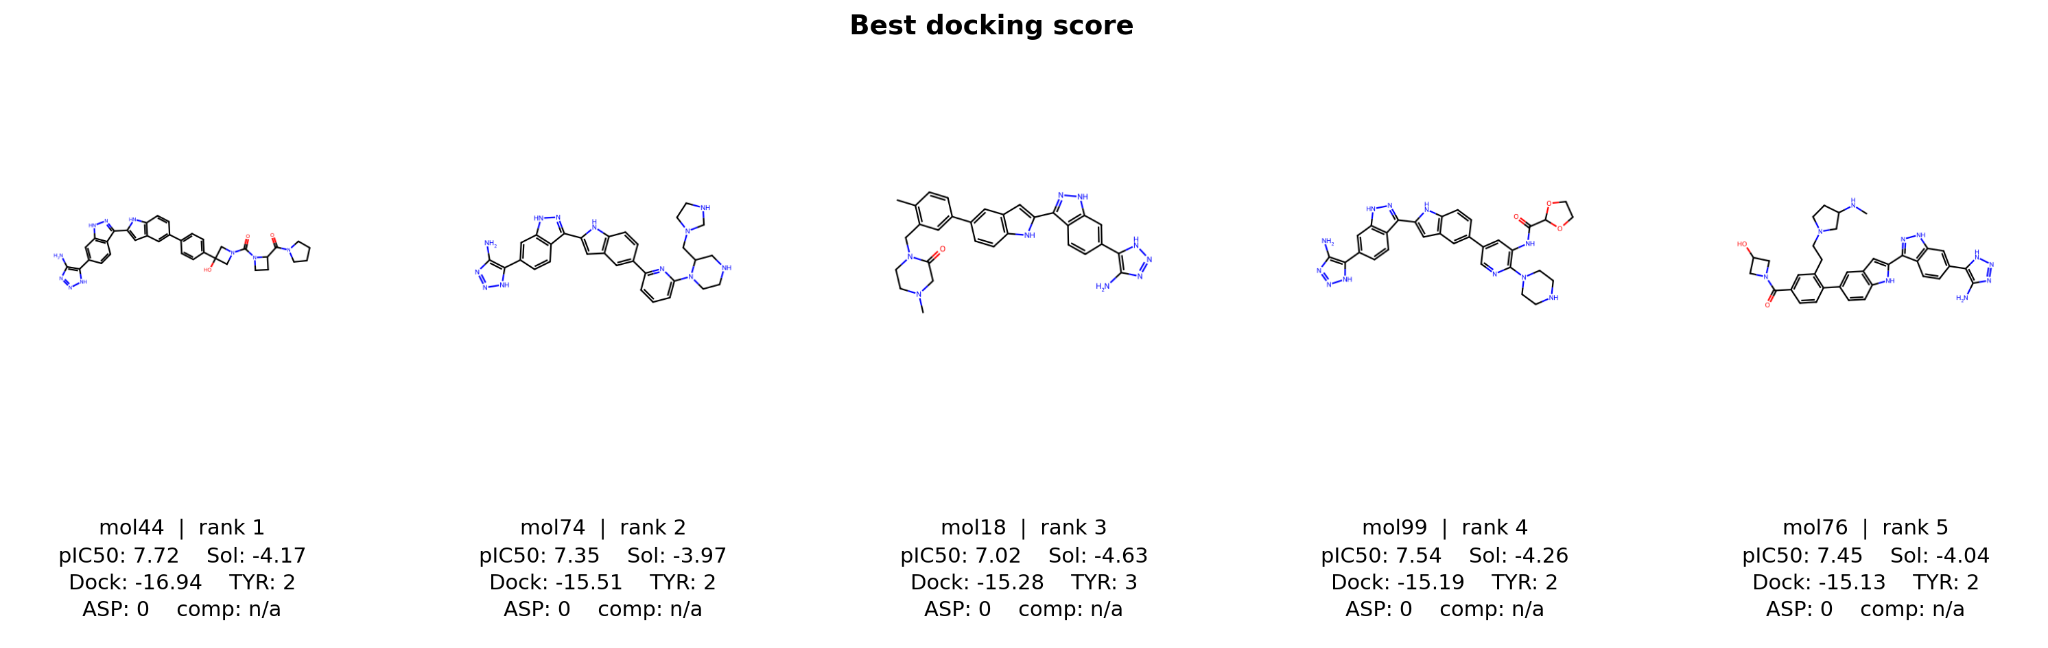 Best docking score
mol44 | rank 1
pIC50: 7.72 Sol: -4.17
Dock: -16.94 TYR: 2
ASP: 0 comp: n/a
mol74 | rank 2
pIC50: 7.35 Sol: -3.97
Dock: -15.51 TYR: 2
ASP: 0 comp: n/a
mol18 | rank 3
pIC50: 7.02 Sol: -4.63
Dock: -15.28 TYR: 3
ASP: 0 comp: n/a
mol99 | rank 4
pIC50: 7.54 Sol: -4.26
Dock: -15.19 TYR: 2
ASP: 0 comp: n/a
mol76 | rank 5
pIC50: 7.45 Sol: -4.04
Dock: -15.13 TYR: 2
ASP: 0 comp: n/a